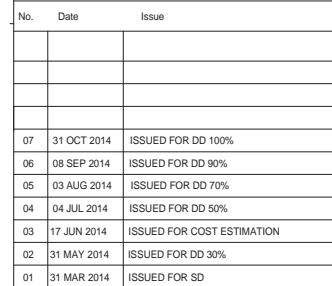 No. Date Issue
07 31 OCT 2014 ISSUED FOR DD 100%
06 08 SEP 2014 ISSUED FOR DD 90%
05 03 AUG 2014 ISSUED FOR DD 70%
04 04 JUL 2014 ISSUED FOR DD 50%
03 17 JUN 2014 ISSUED FOR COST ESTIMATION
02 31 MAY 2014 ISSUED FOR DD 30%
01 31 MAR 2014 ISSUED FOR SD